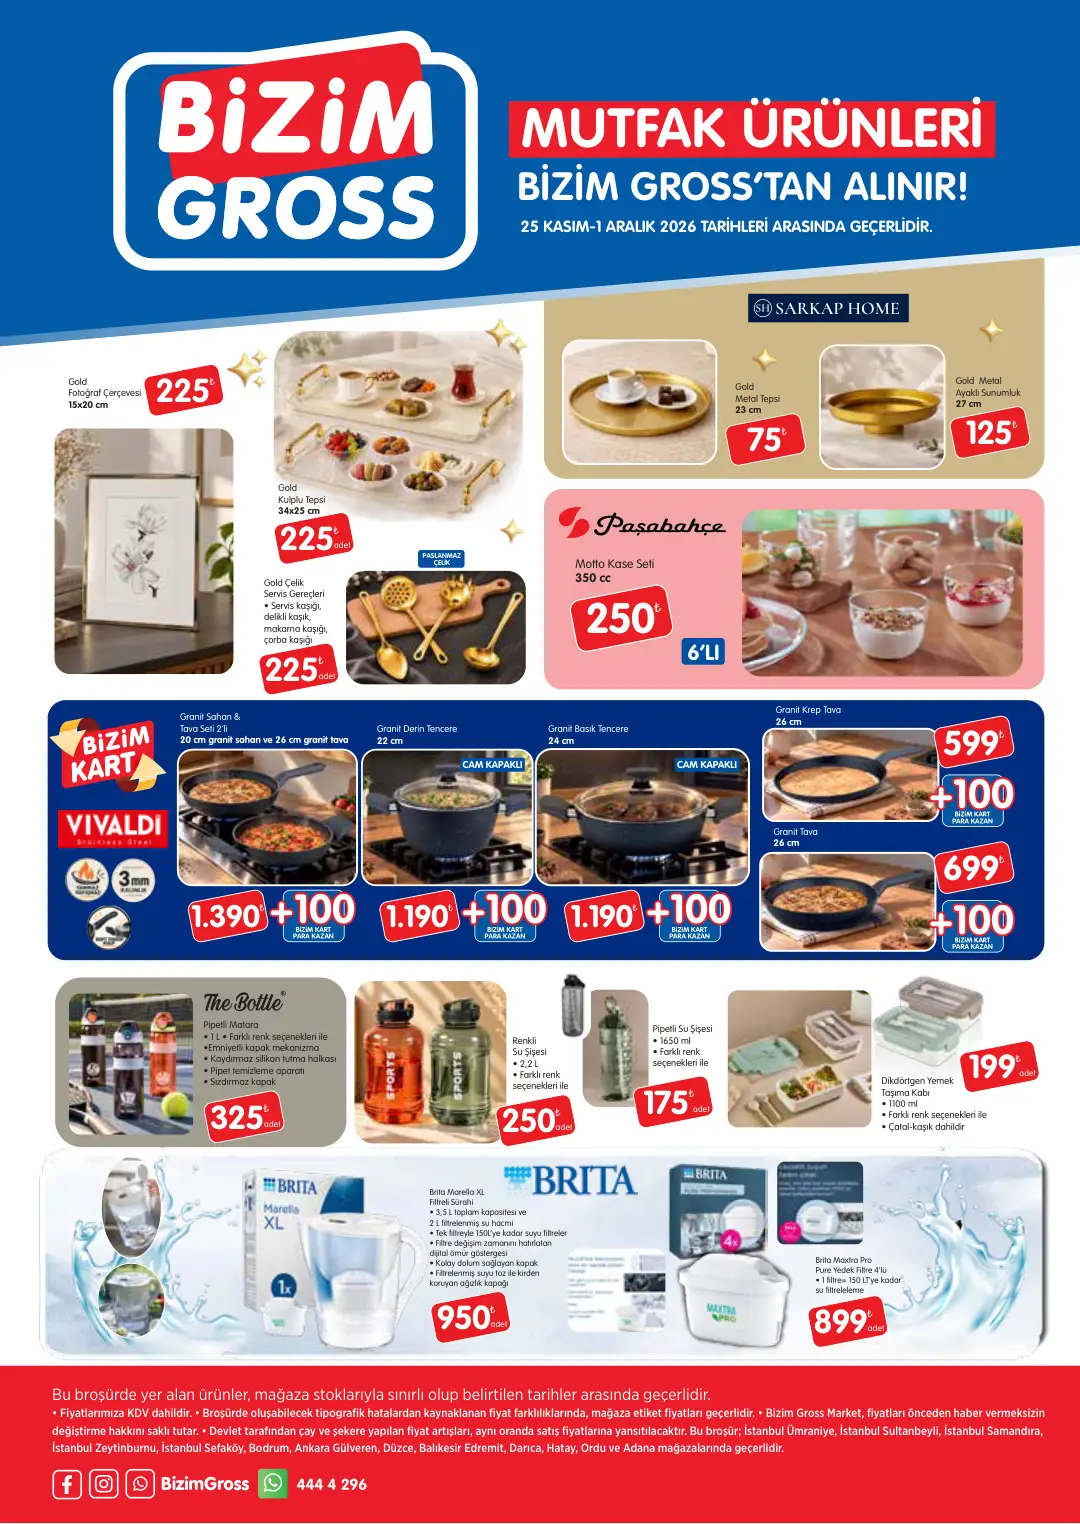 BİZİM
GROSS
MUTFAK ÜRÜNLERİ
BİZİM GROSS'TAN ALINIR!
25 KASIM-1 ARALIK 2026 TARİHLERİ ARASINDA GEÇERLİDİR.
SH SARKAP HOME
Gold
Fotoğraf Çerçevesi
15x20 cm
225₺
Gold
Kulplu Tepsi
34x25 cm
225₺ adet
Gold
Metal Tepsi
23 cm
75₺
Gold Metal
Ayaklı Sunumluk
27 cm
125₺
Paşabahçe
Motto Kase Seti
350 cc
250₺
6'LI
PASLANMAZ
ÇELİK
Gold Çelik
Servis Gereçleri
• Servis kaşığı,
delikli kaşık,
makarna kaşığı,
çorba kaşığı
225₺ adet
BİZİM
KART
VIVALDI
Stainless Steel
3mm
KALINLIK
Granit Sahan &
Tava Seti 2'li
20 cm granit sahan ve 26 cm granit tava
1.390₺
+100
BİZİM KART
PARA KAZAN
Granit Derin Tencere
22 cm
CAM KAPAKLI
1.190₺
+100
BİZİM KART
PARA KAZAN
Granit Basık Tencere
24 cm
CAM KAPAKLI
1.190₺
+100
BİZİM KART
PARA KAZAN
Granit Krep Tava
26 cm
599₺
+100
BİZİM KART
PARA KAZAN
Granit Tava
26 cm
699₺
+100
BİZİM KART
PARA KAZAN
The Bottle®
Pipetli Matara
• 1 L • Farklı renk seçenekleri ile
•Emniyetli kapak mekanizma
• Kaydırmaz silikon tutma halkası
• Pipet temizleme aparatı
• Sızdırmaz kapak
325₺ adet
SPORTS
SPORTS
Renkli
Su Şişesi
• 2,2 L
• Farklı renk
seçenekleri ile
250₺ adet
Pipetli Su Şişesi
• 1650 ml
• Farklı renk
seçenekleri ile
175₺ adet
Dikdörtgen Yemek
Taşıma Kabı
• 1100 ml
• Farklı renk seçenekleri ile
• Çatal-kaşık dahildir
199₺ adet
BRITA
BRITA
Marella
XL
1x
Brita Marella XL
Filtreli Sürahi
• 3,5 L toplam kapasitesi ve
2 L filtrelenmiş su hacmi
• Tek filtreyle 150L'ye kadar suyu filtreler
• Filtre değişim zamanını hatırlatan
dijital ömür göstergesi
• Kolay dolum sağlayan kapak
• Filtrelenmiş suyu toz ile kirden
koruyan ağızlık kapağı
950₺ adet
BRITA
4x
MAXTRA
PRO
Brita Maxtra Pro
Pure Yedek Filtre 4'lü
• 1 filtre= 150 LT'ye kadar
su filtreleleme
899₺ adet
Bu broşürde yer alan ürünler, mağaza stoklarıyla sınırlı olup belirtilen tarihler arasında geçerlidir.
• Fiyatlarımıza KDV dahildir. • Broşürde oluşabilecek tipografik hatalardan kaynaklanan fiyat farklılıklarında, mağaza etiket fiyatları geçerlidir. • Bizim Gross Market, fiyatları önceden haber vermeksizin
değiştirme hakkını saklı tutar. • Devlet tarafından çay ve şekere yapılan fiyat artışları, aynı oranda satış fiyatlarına yansıtılacaktır. Bu broşür; İstanbul Ümraniye, İstanbul Sultanbeyli, İstanbul Samandıra,
İstanbul Zeytinburnu, İstanbul Sefaköy, Bodrum, Ankara Gülveren, Düzce, Balıkesir Edremit, Darıca, Hatay, Ordu ve Adana mağazalarında geçerlidir.
BizimGross
444 4 296